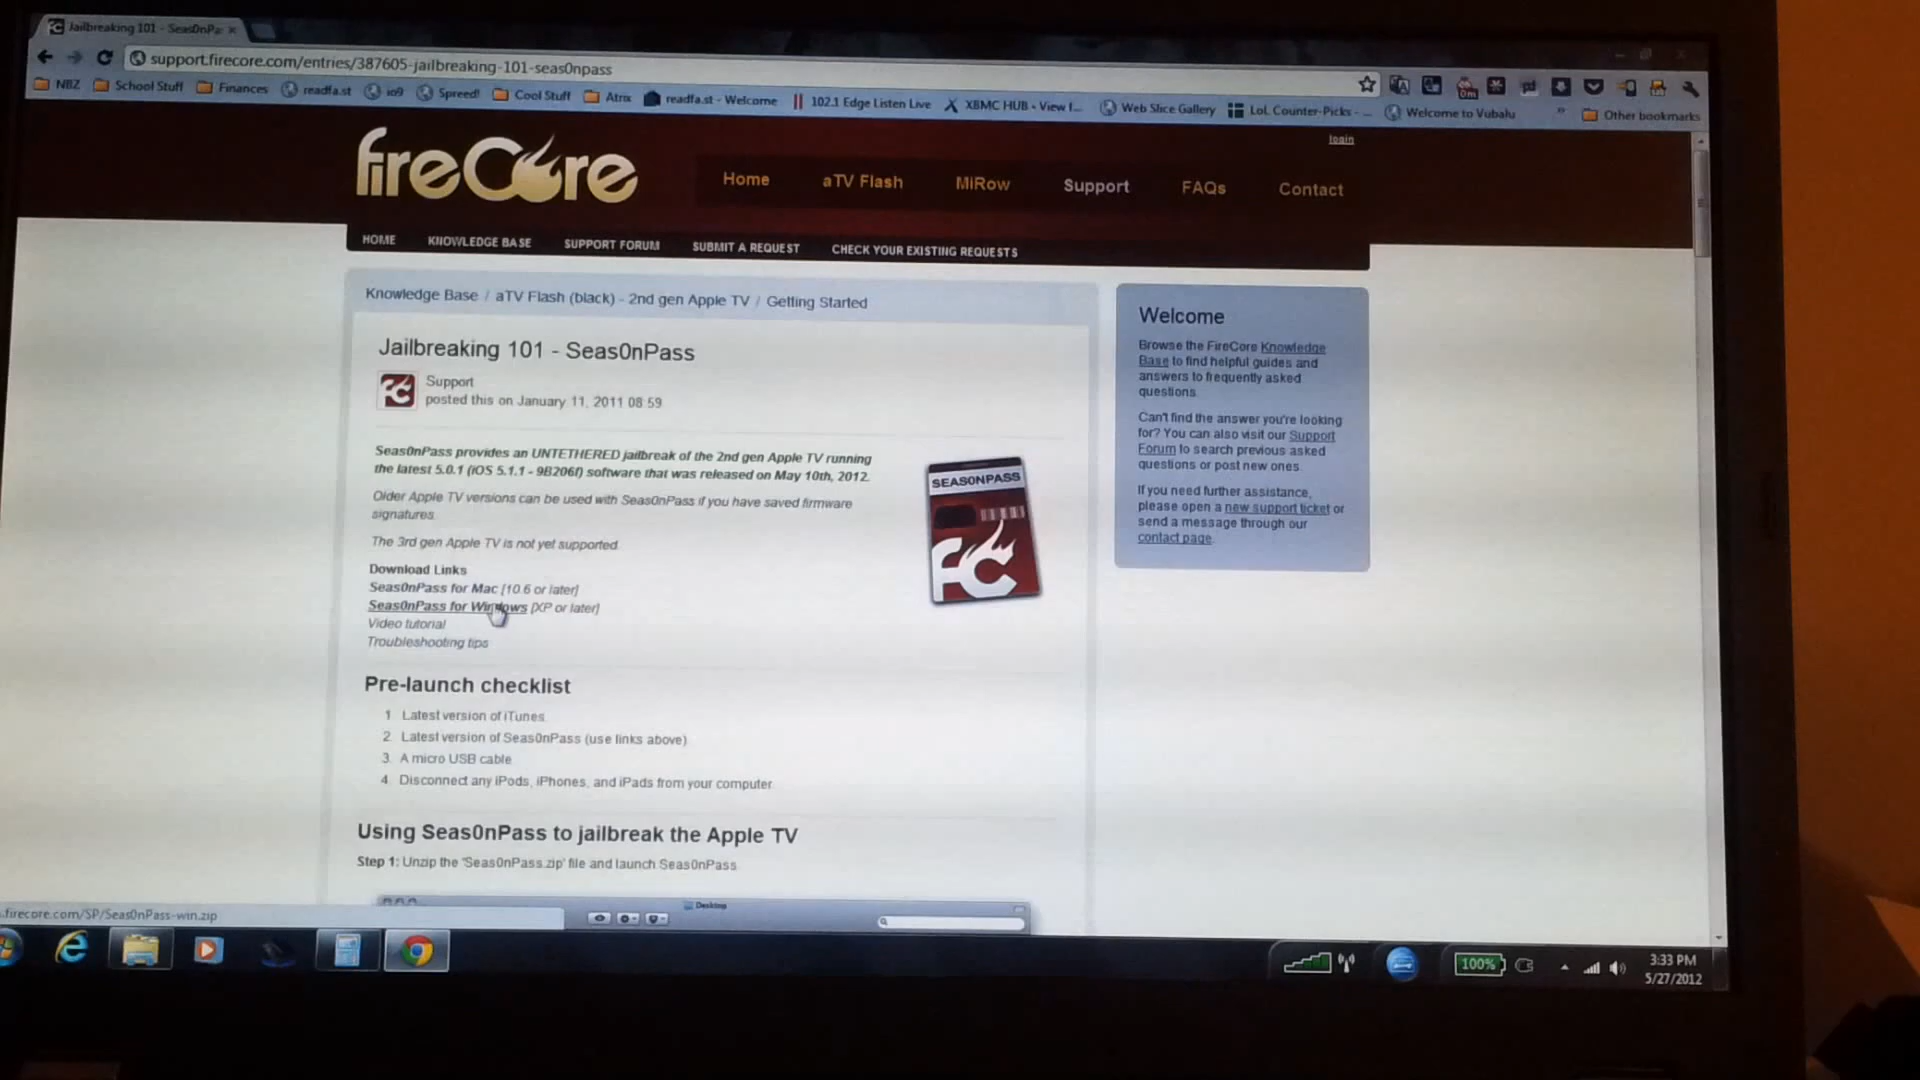 Jailbreaking 101 - Seas0nPa
support.firecore.com/entries/387605-jailbreaking-101-seas0npass
NBZ School Stuff Finances readfa.st io9 Spreed! Cool Stuff Atrix readfa.st - Welcome 102.1 Edge Listen Live XBMC HUB • View f... Web Slice Gallery LoL Counter-Picks - ... Welcome to Vubalu » Other bookmarks
login
fireCore
Home aTV Flash MiRow Support FAQs Contact
HOME KNOWLEDGE BASE SUPPORT FORUM SUBMIT A REQUEST CHECK YOUR EXISTING REQUESTS
Knowledge Base / aTV Flash (black) - 2nd gen Apple TV / Getting Started
Jailbreaking 101 - Seas0nPass
Support
posted this on January 11, 2011 08:59
Seas0nPass provides an UNTETHERED jailbreak of the 2nd gen Apple TV running
the latest 5.0.1 (iOS 5.1.1 - 9B206f) software that was released on May 10th, 2012.
Older Apple TV versions can be used with Seas0nPass if you have saved firmware
signatures.
The 3rd gen Apple TV is not yet supported.
SEAS0NPASS
FC
Download Links
Seas0nPass for Mac [10.6 or later]
Seas0nPass for Windows [XP or later]
Video tutorial
Troubleshooting tips
Pre-launch checklist
1. Latest version of iTunes
2. Latest version of Seas0nPass (use links above)
3. A micro USB cable
4. Disconnect any iPods, iPhones, and iPads from your computer
Using Seas0nPass to jailbreak the Apple TV
Step 1: Unzip the 'Seas0nPass.zip' file and launch Seas0nPass
Desktop
Welcome
Browse the FireCore Knowledge
Base to find helpful guides and
answers to frequently asked
questions.
Can't find the answer you're looking
for? You can also visit our Support
Forum to search previous asked
questions or post new ones.
If you need further assistance,
please open a new support ticket or
send a message through our
contact page.
.firecore.com/SP/Seas0nPass-win.zip
100%
3:33 PM
5/27/2012